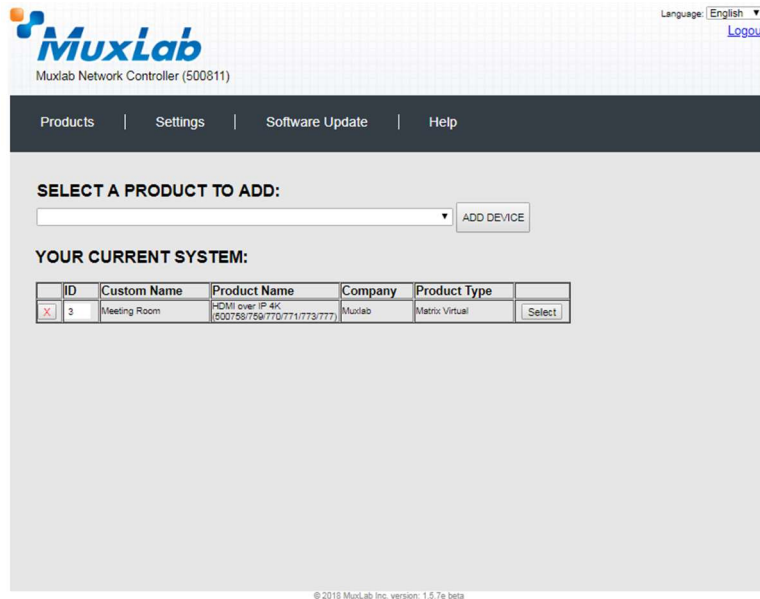 Language: English
Logou
MuxLab
Muxlab Network Controller (500811)
Products | Settings | Software Update | Help
SELECT A PRODUCT TO ADD:
ADD DEVICE
YOUR CURRENT SYSTEM:
ID Custom Name Product Name Company Product Type
X 3 Meeting Room HDMI over IP 4K (500758/759/770/771/773/777) Muxlab Matrix Virtual Select
© 2018 MuxLab Inc. version: 1.5.7e beta